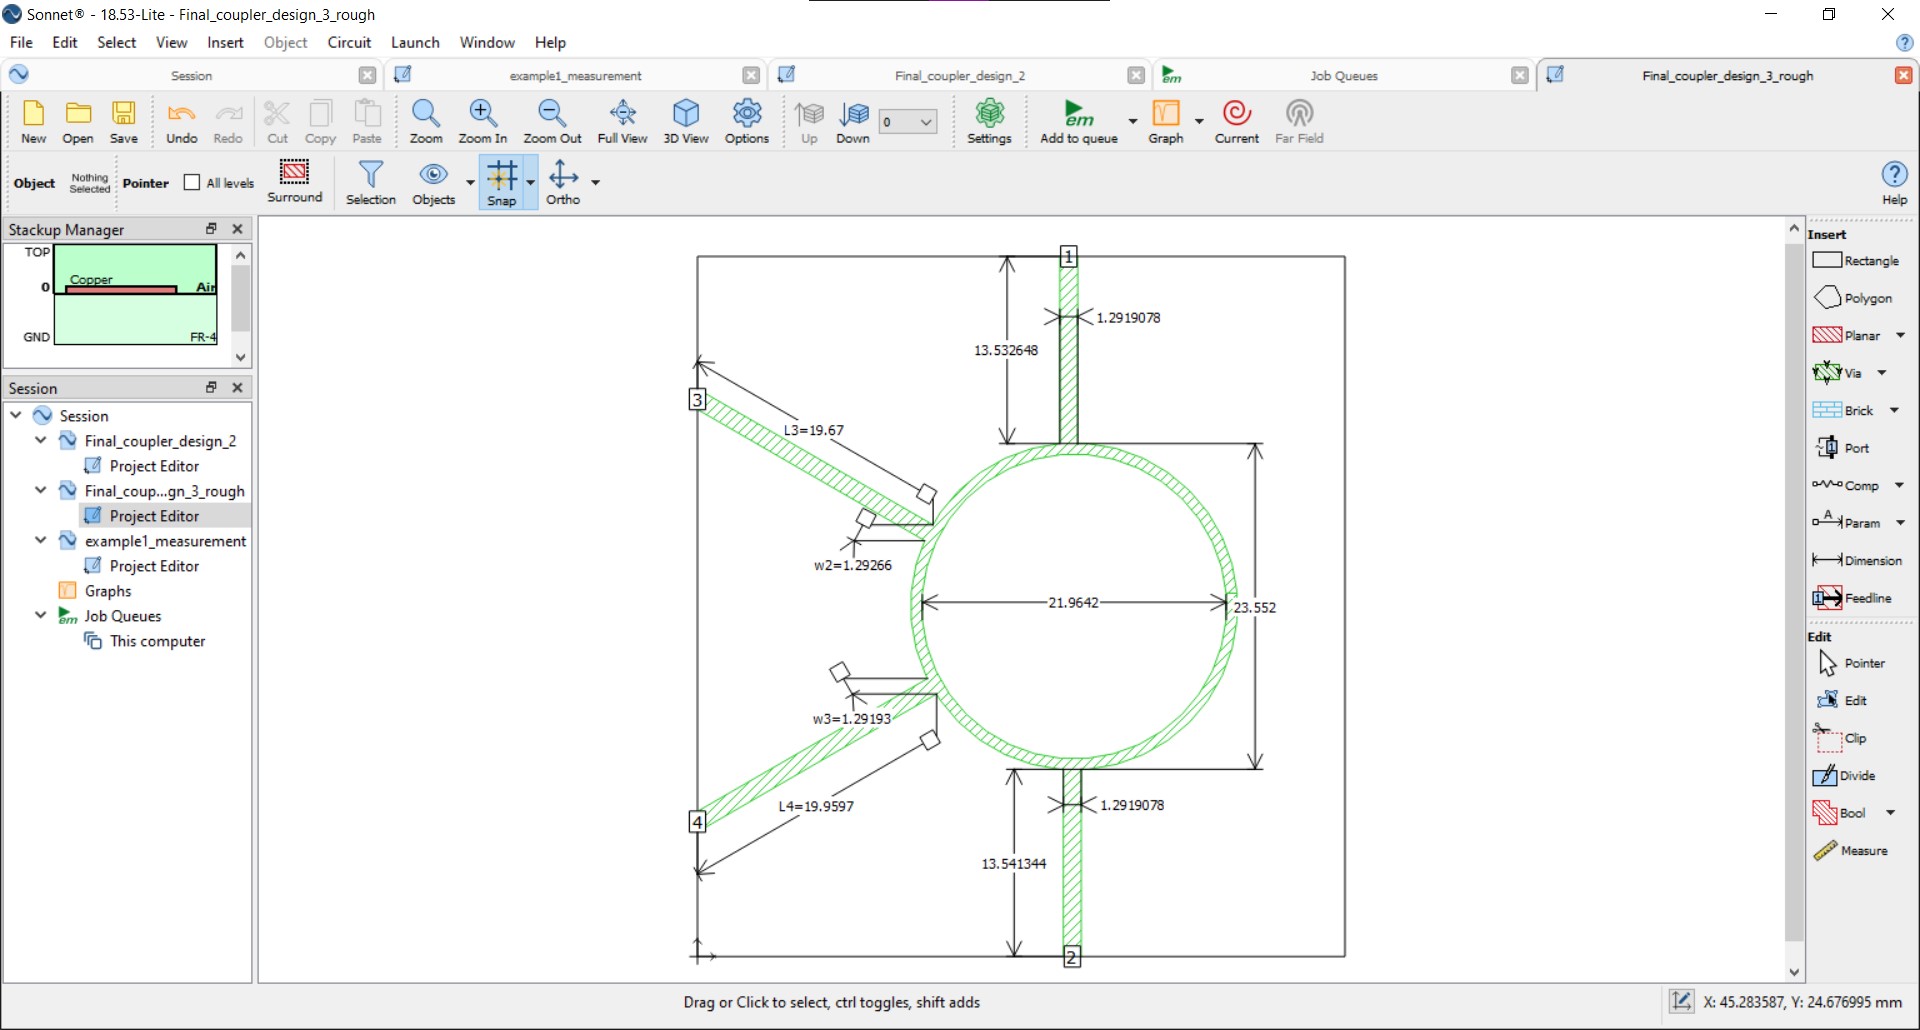 Sonnet® - 18.53-Lite - Final_coupler_design_3_rough
File Edit Select View Insert Object Circuit Launch Window Help
Session example1_measurement Final_coupler_design_2 Job Queues Final_coupler_design_3_rough
New Open Save Undo Redo Cut Copy Paste Zoom Zoom In Zoom Out Full View 3D View Options Up Down 0 Settings Add to queue Graph Current Far Field
em
Object Nothing Selected Pointer All levels Surround Selection Objects Snap Ortho Help
Stackup Manager
TOP
Copper
0 Air
GND FR-4
Session
Session
Final_coupler_design_2
Project Editor
Final_coup...gn_3_rough
Project Editor
example1_measurement
Project Editor
Graphs
em Job Queues
This computer
1
1.2919078
13.532648
3
L3=19.67
w2=1.29266
21.9642
23.552
w3=1.29193
L4=19.9597
4
1.2919078
13.541344
2
Insert
Rectangle
Polygon
Planar
Via
Brick
Port
Comp
Param
Dimension
Feedline
Edit
Pointer
Edit
Clip
Divide
Bool
Measure
Drag or Click to select, ctrl toggles, shift adds
X: 45.283587, Y: 24.676995 mm